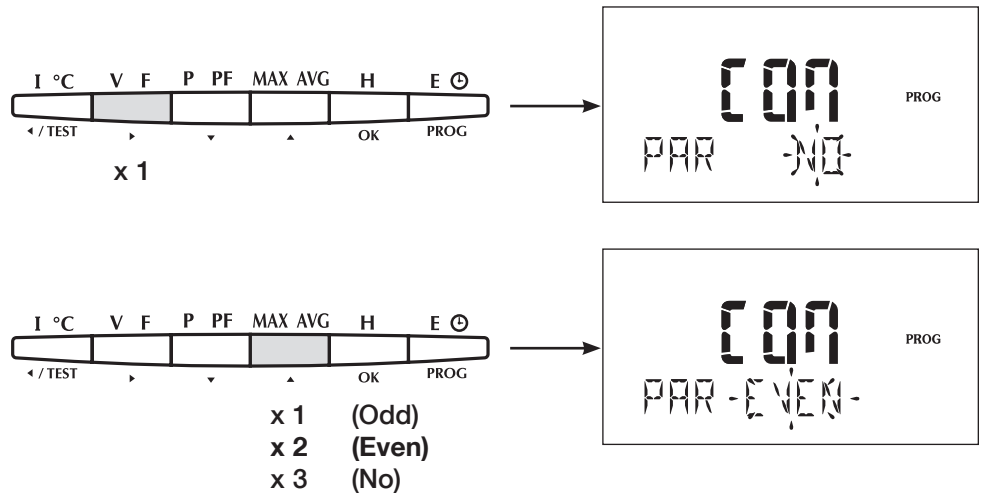 I °C V F P PF MAX AVG H E
/ TEST OK PROG
x 1
COM
PROG
PAR NO
I °C V F P PF MAX AVG H E
/ TEST OK PROG
x 1 (Odd)
x 2 (Even)
x 3 (No)
COM
PROG
PAR EVEN